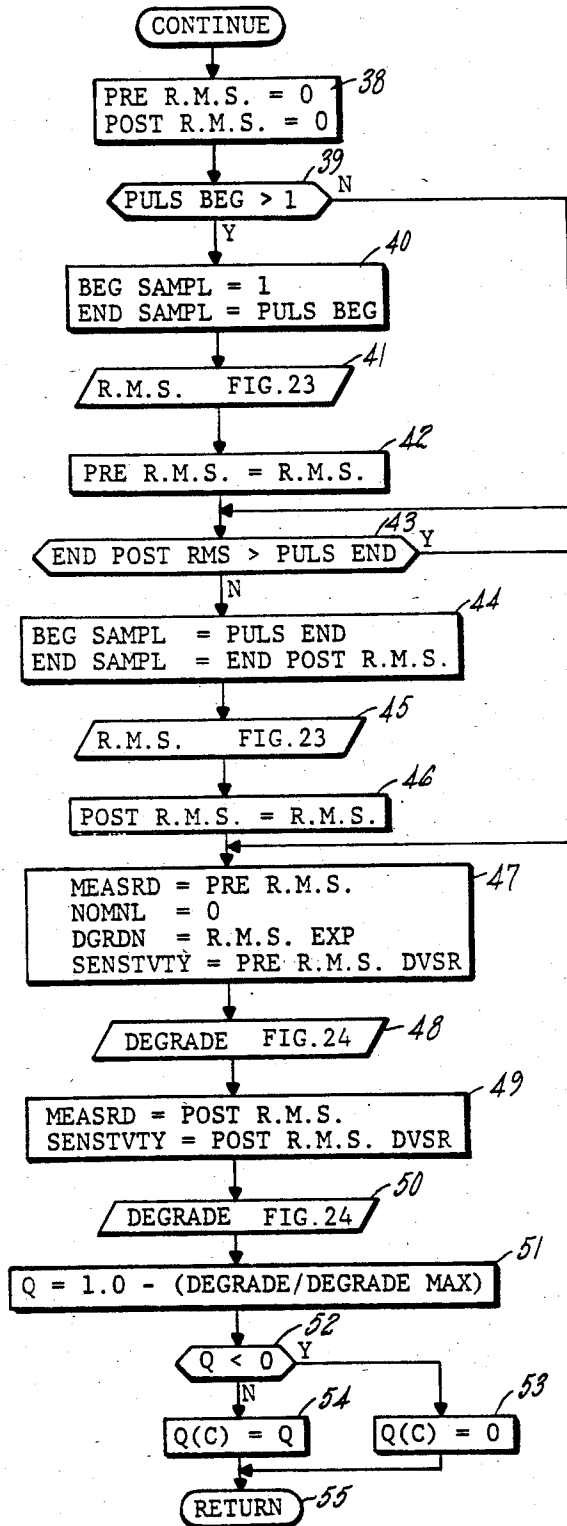 CONTINUE
PRE R.M.S. = 0
POST R.M.S. = 0
38
39
PULS BEG > 1
N
Y
40
BEG SAMPL = 1
END SAMPL = PULS BEG
41
R.M.S. FIG.23
42
PRE R.M.S. = R.M.S.
43
END POST RMS > PULS END
Y
N
44
BEG SAMPL = PULS END
END SAMPL = END POST R.M.S.
45
R.M.S. FIG.23
46
POST R.M.S. = R.M.S.
47
MEASRD = PRE R.M.S.
NOMNL = 0
DGRDN = R.M.S. EXP
SENSTVTY = PRE R.M.S. DVSR
DEGRADE FIG.24
48
49
MEASRD = POST R.M.S.
SENSTVTY = POST R.M.S. DVSR
50
DEGRADE FIG.24
51
Q = 1.0 - (DEGRADE/DEGRADE MAX)
52
Q < 0
Y
N
54
53
Q(C) = Q
Q(C) = 0
RETURN
55